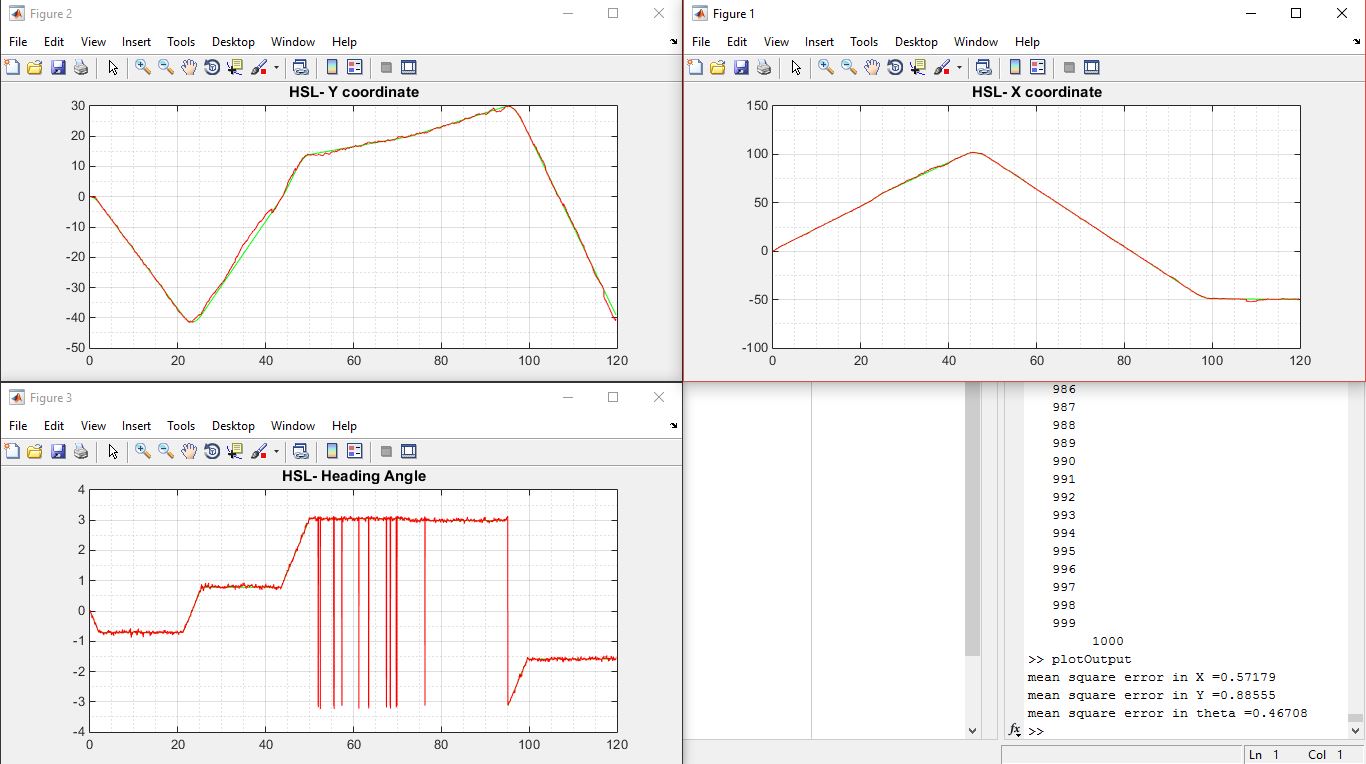 Figure 2
File Edit View Insert Tools Desktop Window Help
HSL- Y coordinate
30
20
10
0
-10
-20
-30
-40
-50
0 20 40 60 80 100 120
Figure 1
File Edit View Insert Tools Desktop Window Help
HSL- X coordinate
150
100
50
0
-50
-100
0 20 40 60 80 100 120
Figure 3
File Edit View Insert Tools Desktop Window Help
HSL- Heading Angle
4
3
2
1
0
-1
-2
-3
-4
0 20 40 60 80 100 120
986
987
988
989
990
991
992
993
994
995
996
997
998
999
1000
>> plotOutput
mean square error in X =0.57179
mean square error in Y =0.88555
mean square error in theta =0.46708
fx >>
Ln 1 Col 1